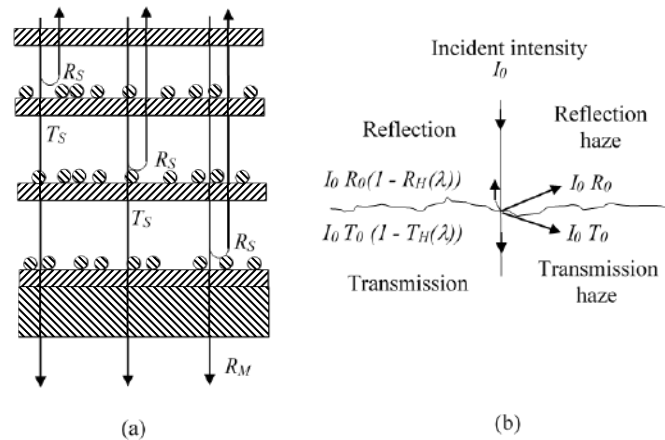 R_S
T_S
R_S
T_S
R_S
R_M
(a)
Incident intensity
I_0
Reflection
Reflection
haze
I_0 R_0(1 - R_H(λ))
I_0 R_0
I_0 T_0 (1 - T_H(λ))
I_0 T_0
Transmission
Transmission
haze
(b)